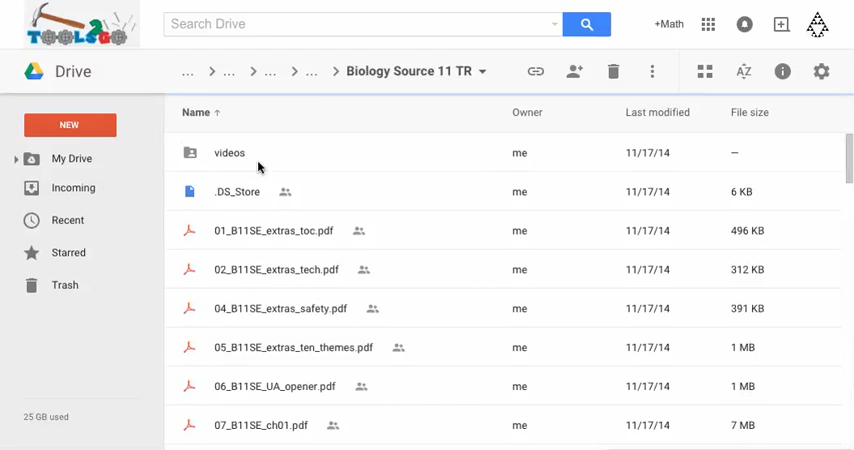 2
TOOLS GO
Search Drive
+Math
Drive
... > ... > ... > ... > Biology Source 11 TR
AZ
NEW
My Drive
Incoming
Recent
Starred
Trash
25 GB used
Name ↑ Owner Last modified File size
videos me 11/17/14 –
.DS_Store me 11/17/14 6 KB
01_B11SE_extras_toc.pdf me 11/17/14 496 KB
02_B11SE_extras_tech.pdf me 11/17/14 312 KB
04_B11SE_extras_safety.pdf me 11/17/14 391 KB
05_B11SE_extras_ten_themes.pdf me 11/17/14 1 MB
06_B11SE_UA_opener.pdf me 11/17/14 1 MB
07_B11SE_ch01.pdf me 11/17/14 7 MB